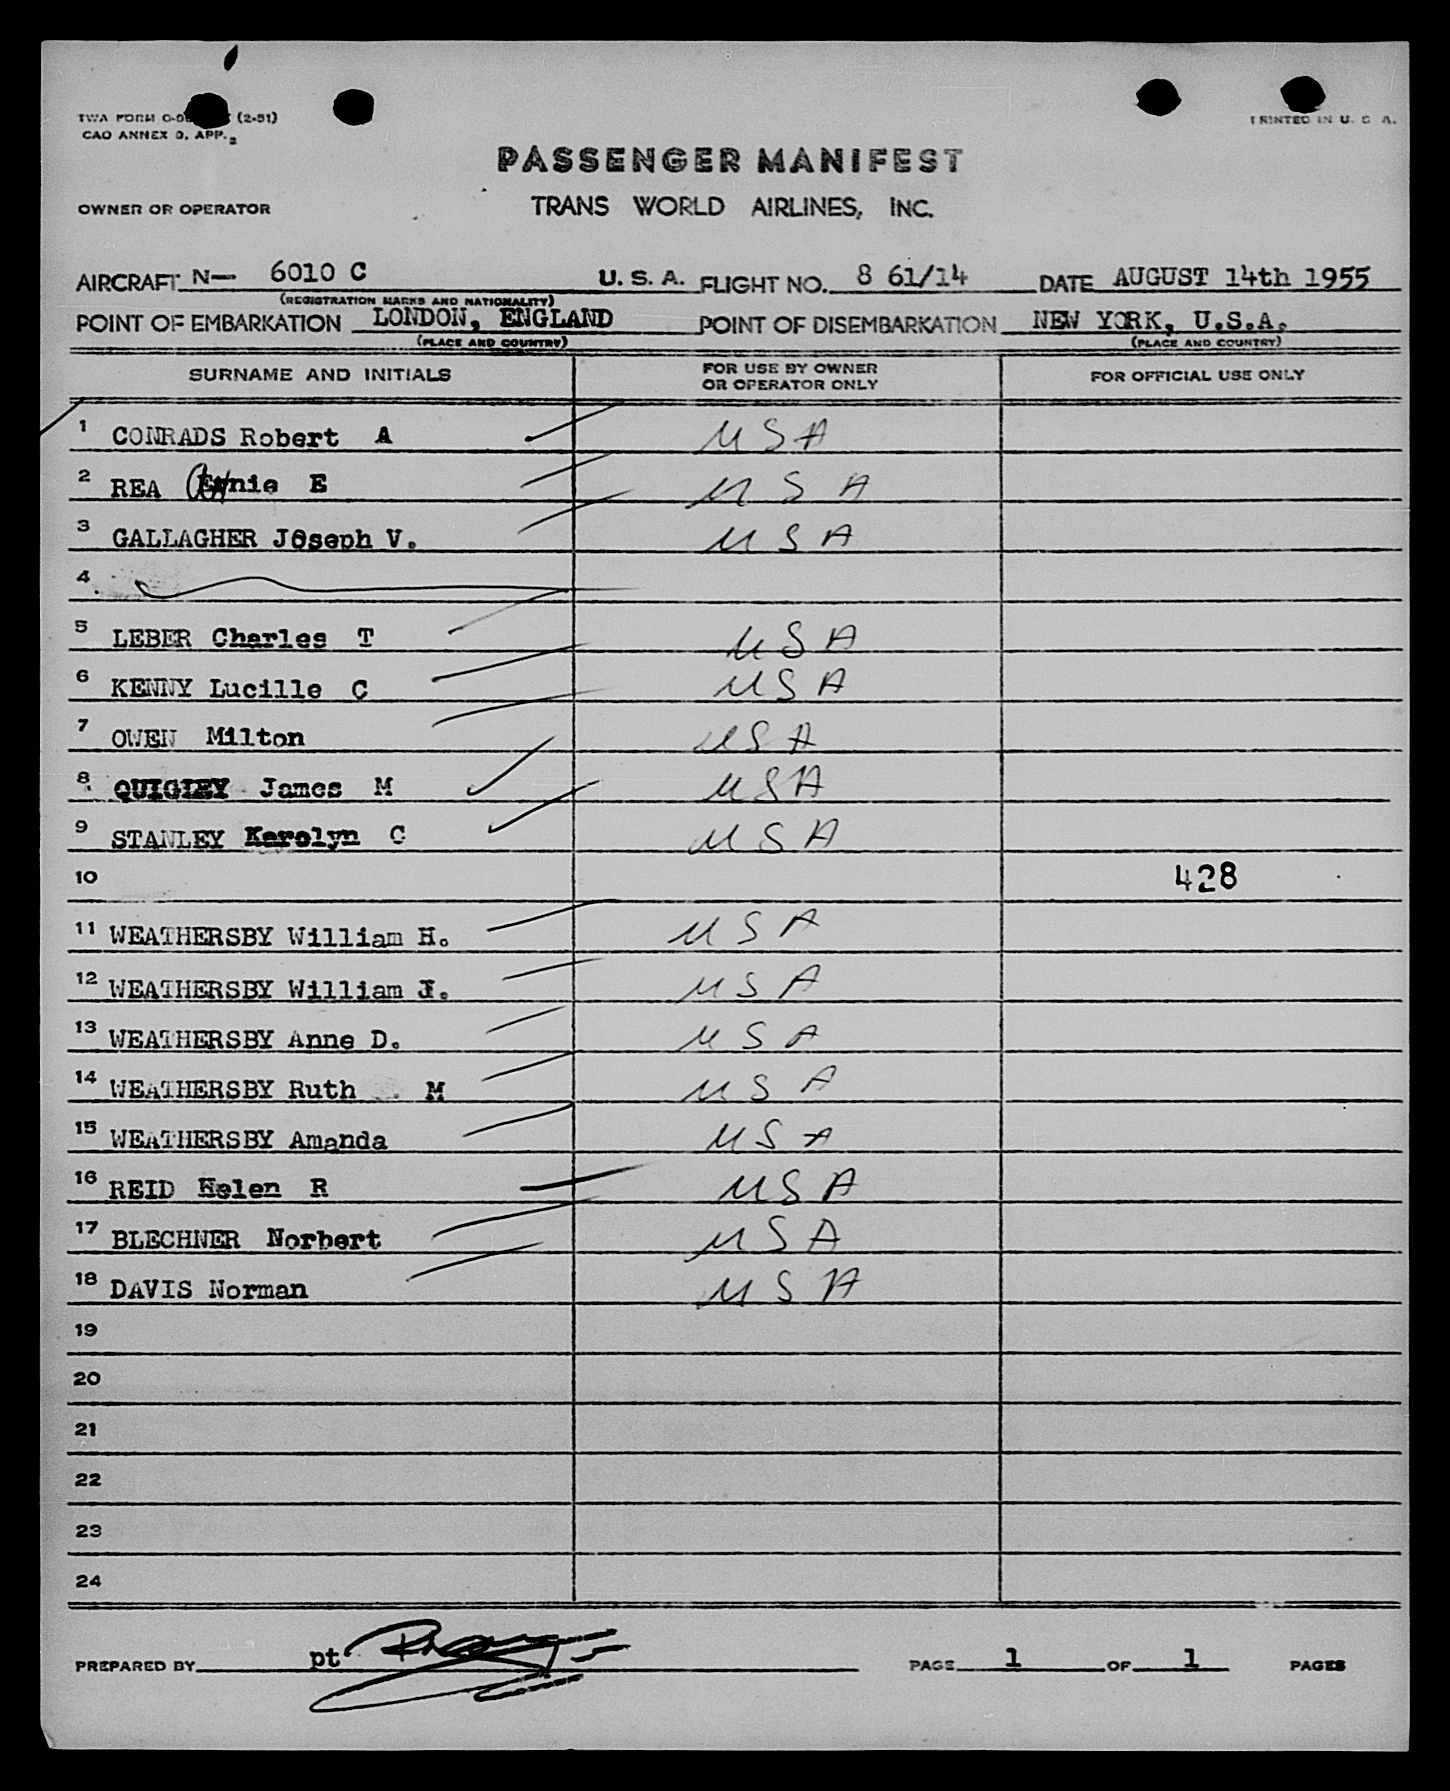 TWA FORM (2-51)
CAO ANNEX 9, APP. 2
PRINTED IN U. S. A.
PASSENGER MANIFEST
OWNER OR OPERATOR
TRANS WORLD AIRLINES, INC.
AIRCRAFT N— 6010 C U. S. A. FLIGHT NO. 8 61/14 DATE AUGUST 14th 1955
(REGISTRATION MARKS AND NATIONALITY)
POINT OF EMBARKATION LONDON, ENGLAND POINT OF DISEMBARKATION NEW YORK, U.S.A.
(PLACE AND COUNTRY) (PLACE AND COUNTRY)
SURNAME AND INITIALS FOR USE BY OWNER OR OPERATOR ONLY FOR OFFICIAL USE ONLY
1 CONRADS Robert A USA
2 REA E USA
3 GALLAGHER Joseph V. USA
4
5 LEBER Charles T USA
6 KENNY Lucille C USA
7 OWEN Milton USA
8 QUIGLEY James M USA
9 STANLEY Karolyn C USA
10 428
11 WEATHERSBY William H. USA
12 WEATHERSBY William J. USA
13 WEATHERSBY Anne D. USA
14 WEATHERSBY Ruth M USA
15 WEATHERSBY Amanda USA
16 REID Helen R USA
17 BLECHNER Norbert USA
18 DAVIS Norman USA
19
20
21
22
23
24
PREPARED BY pt PAGE 1 OF 1 PAGES